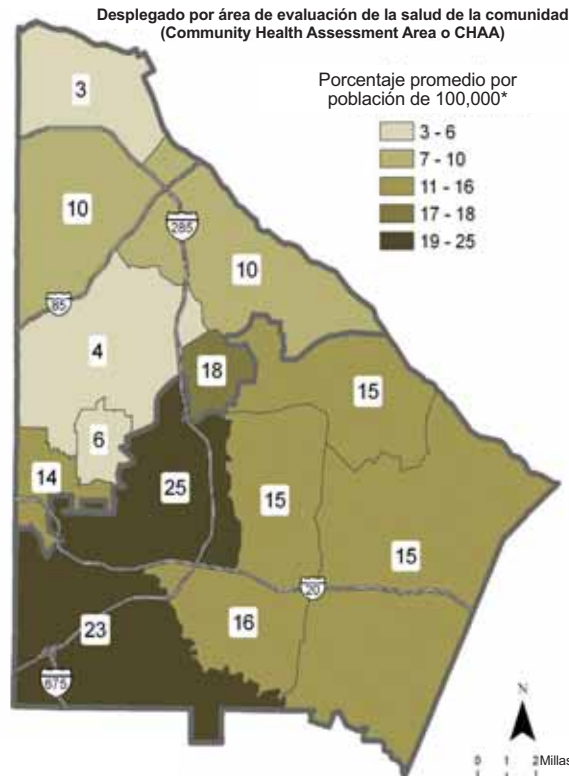 Desplegado por área de evaluación de la salud de la comunidad
(Community Health Assessment Area o CHAA)
Porcentaje promedio por
población de 100,000*
3 - 6
7 - 10
11 - 16
17 - 18
19 - 25
3
10
285
10
85
4
18
15
6
14
25
15
15
20
16
23
675
N
0 1 2 Millas